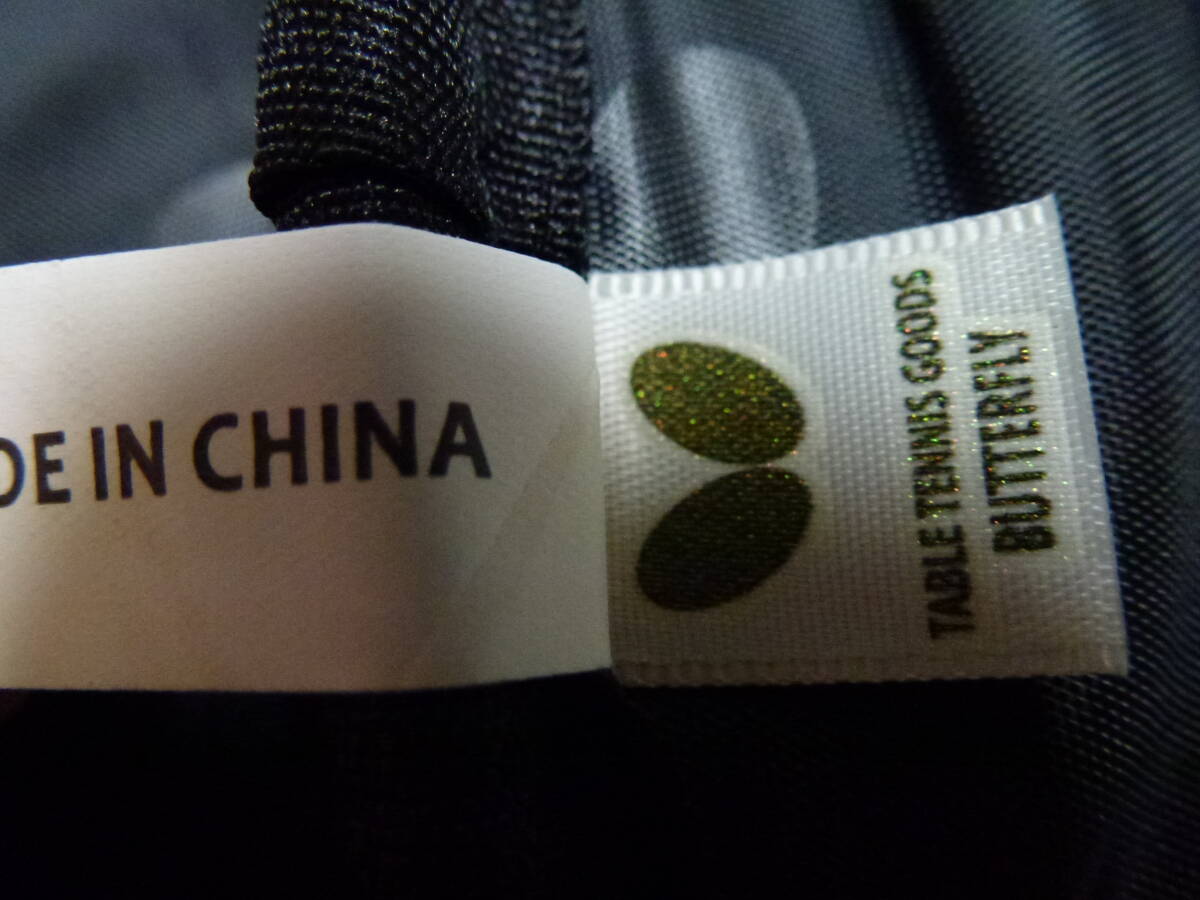 DE IN CHINA
TABLE TENNIS GOODS
BUTTERFLY